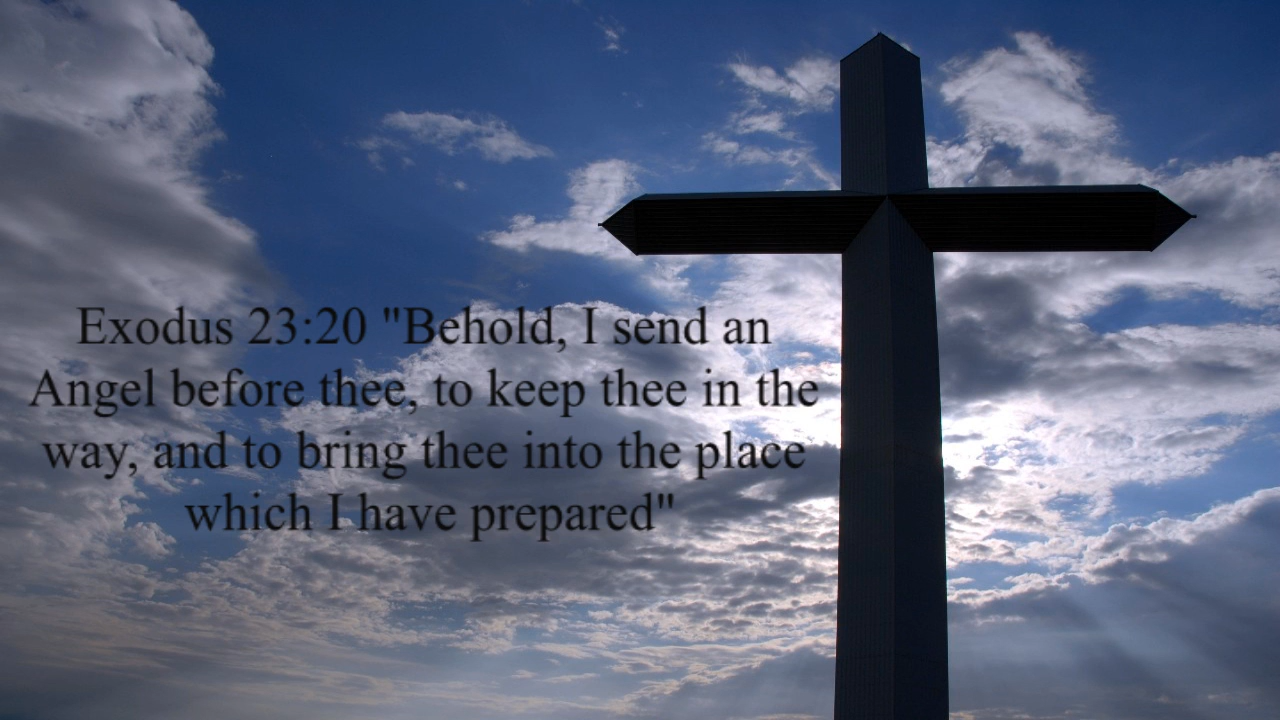 Exodus 23:20 "Behold, I send an
Angel before thee, to keep thee in the
way, and to bring thee into the place
which I have prepared"